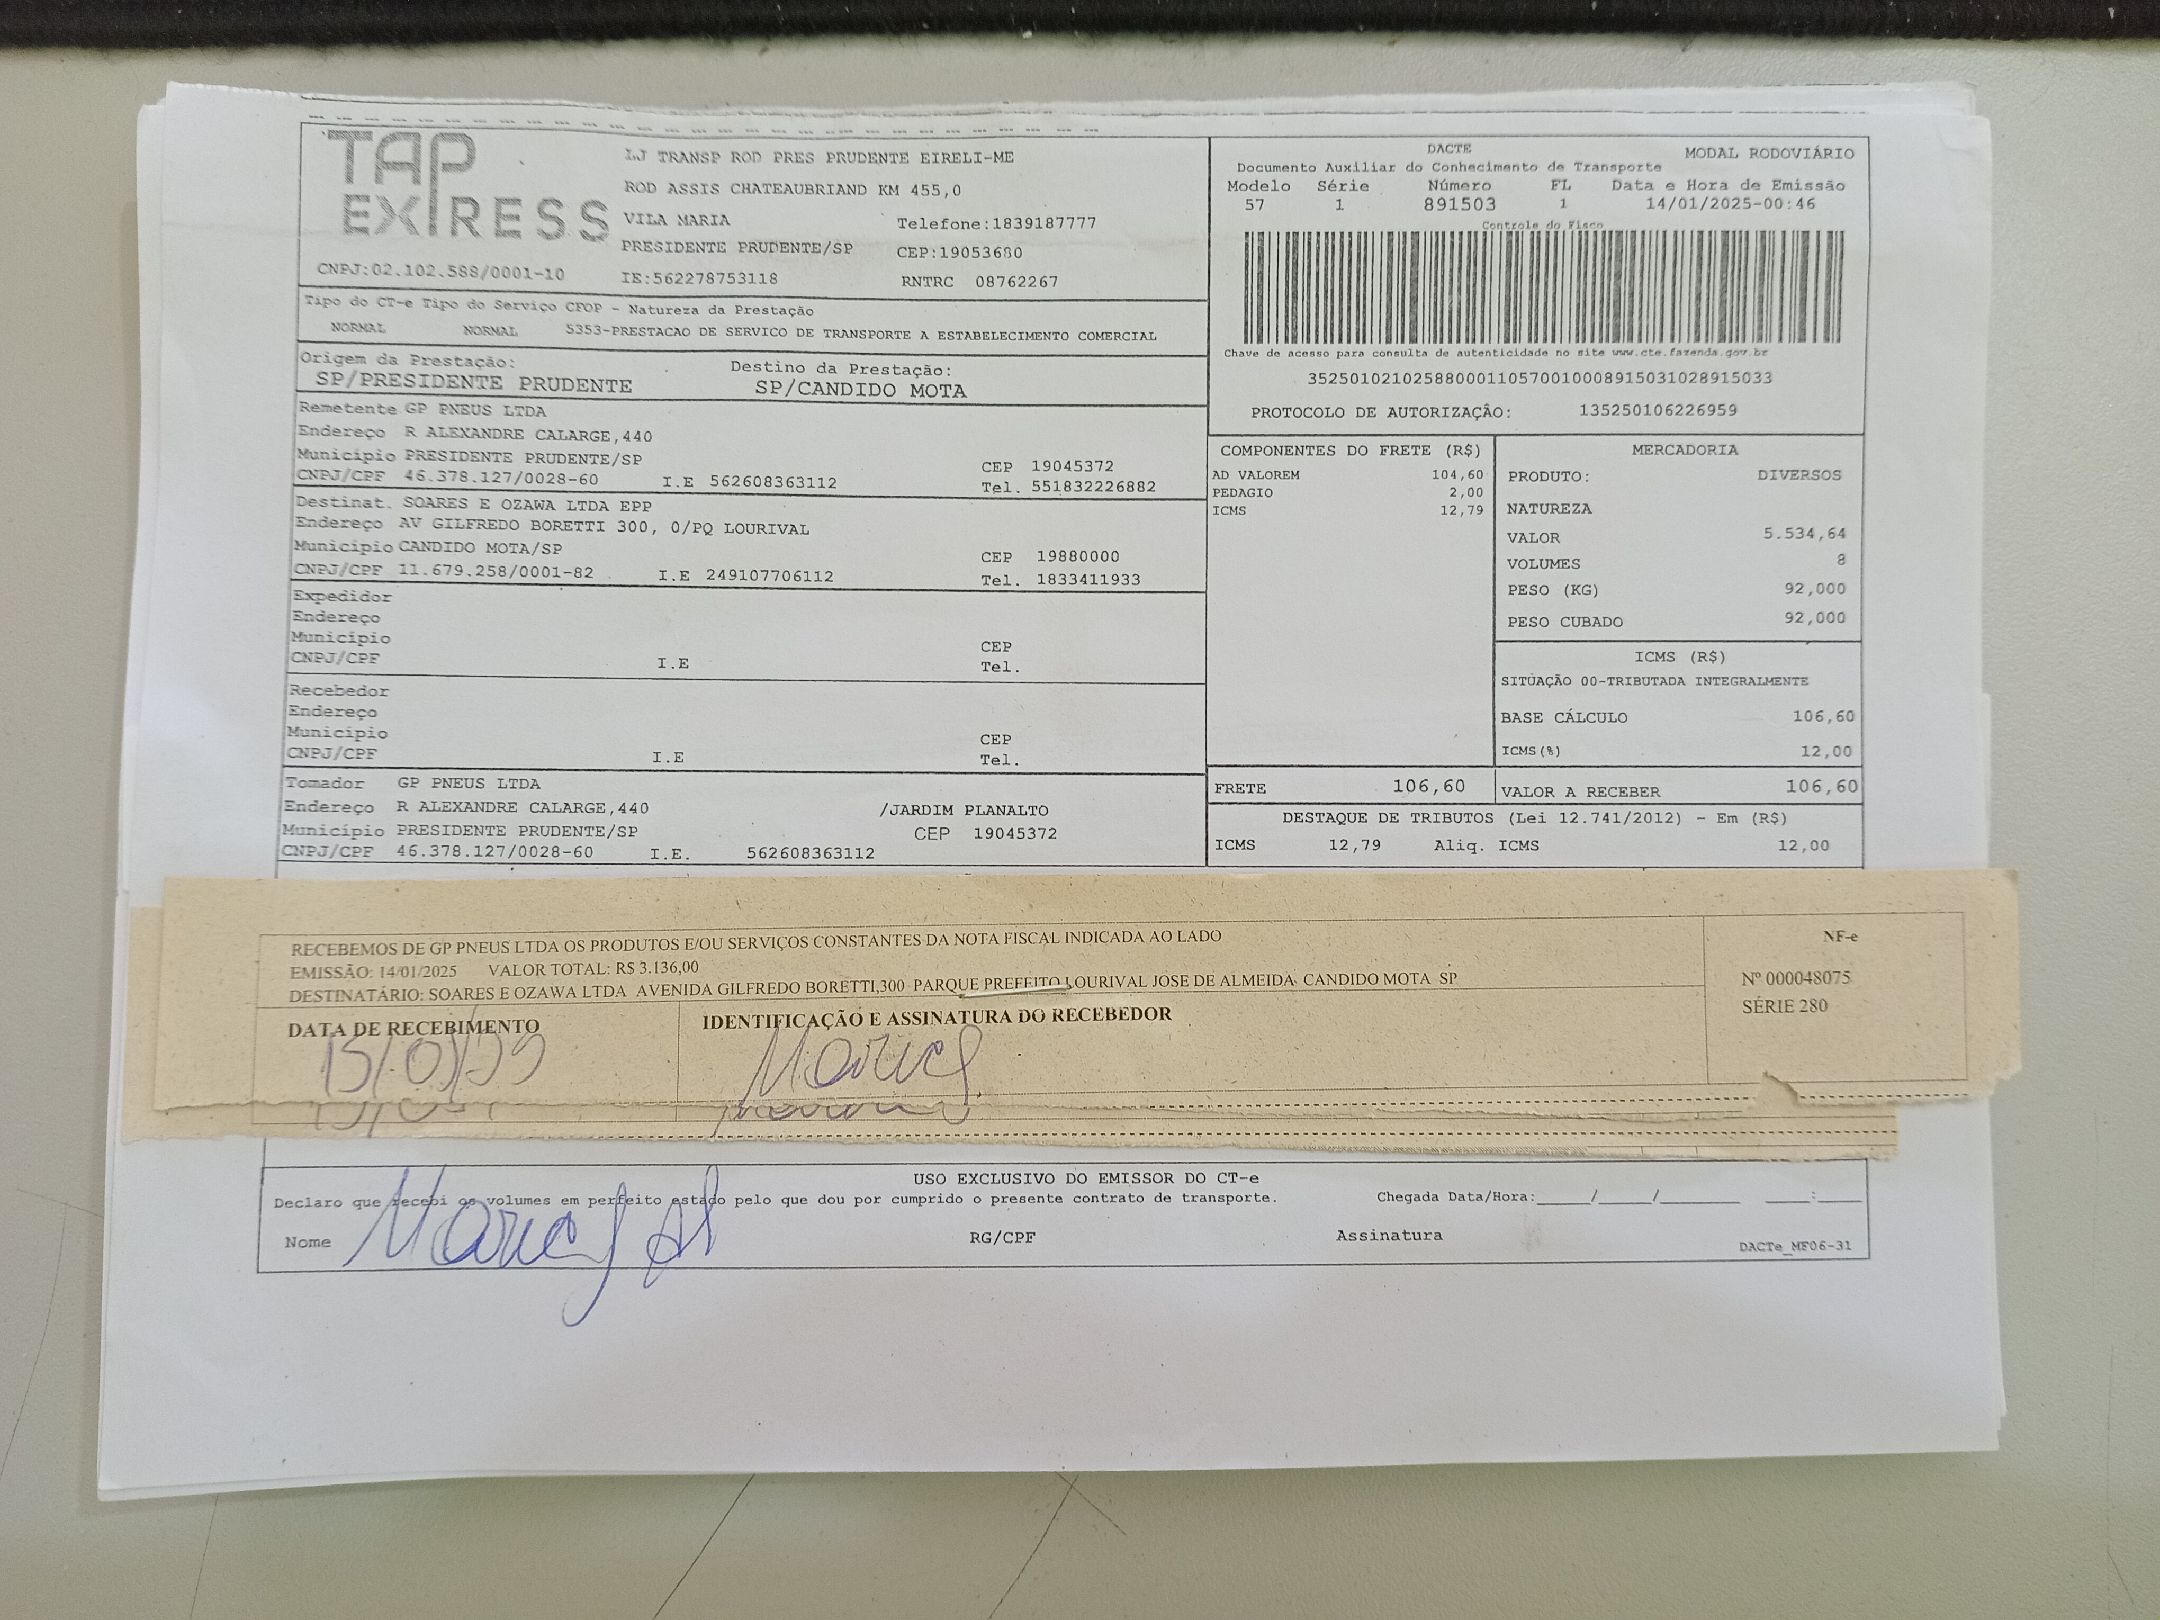 TAP
EXPRESS
LJ TRANSP ROD PRES PRUDENTE EIRELI-ME
ROD ASSIS CHATEAUBRIAND KM 455,0
VILA MARIA Telefone:1839187777
PRESIDENTE PRUDENTE/SP CEP:19053680
CNPJ:02.102.588/0001-10 IE:562278753118 RNTRC 08762267
DACTE MODAL RODOVIÁRIO
Documento Auxiliar do Conhecimento de Transporte
Modelo Série Número FL Data e Hora de Emissão
57 1 891503 1 14/01/2025-00:46
Controle do Fisco
Chave de acesso para consulta de autenticidade no site www.cte.fazenda.gov.br
35250102102588000110570010008915031028915033
PROTOCOLO DE AUTORIZAÇÃO: 135250106226959
Tipo do CT-e Tipo do Serviço CFOP - Natureza da Prestação
NORMAL NORMAL 5353-PRESTACAO DE SERVICO DE TRANSPORTE A ESTABELECIMENTO COMERCIAL
Origem da Prestação: Destino da Prestação:
SP/PRESIDENTE PRUDENTE SP/CANDIDO MOTA
Remetente GP PNEUS LTDA
Endereço R ALEXANDRE CALARGE,440
Município PRESIDENTE PRUDENTE/SP CEP 19045372
CNPJ/CPF 46.378.127/0028-60 I.E 562608363112 Tel. 551832226882
Destinat. SOARES E OZAWA LTDA EPP
Endereço AV GILFREDO BORETTI 300, 0/PQ LOURIVAL
Município CANDIDO MOTA/SP CEP 19880000
CNPJ/CPF 11.679.258/0001-82 I.E 249107706112 Tel. 1833411933
Expedidor
Endereço
Município CEP
CNPJ/CPF I.E Tel.
Recebedor
Endereço
Município CEP
CNPJ/CPF I.E Tel.
Tomador GP PNEUS LTDA
Endereço R ALEXANDRE CALARGE,440 /JARDIM PLANALTO
Município PRESIDENTE PRUDENTE/SP CEP 19045372
CNPJ/CPF 46.378.127/0028-60 I.E. 562608363112
COMPONENTES DO FRETE (R$)
AD VALOREM 104,60
PEDAGIO 2,00
ICMS 12,79
MERCADORIA
PRODUTO: DIVERSOS
NATUREZA
VALOR 5.534,64
VOLUMES 8
PESO (KG) 92,000
PESO CUBADO 92,000
ICMS (R$)
SITUAÇÃO 00-TRIBUTADA INTEGRALMENTE
BASE CÁLCULO 106,60
ICMS(%) 12,00
FRETE 106,60 VALOR A RECEBER 106,60
DESTAQUE DE TRIBUTOS (Lei 12.741/2012) - Em (R$)
ICMS 12,79 Aliq. ICMS 12,00
RECEBEMOS DE GP PNEUS LTDA OS PRODUTOS E/OU SERVIÇOS CONSTANTES DA NOTA FISCAL INDICADA AO LADO
EMISSÃO: 14/01/2025 VALOR TOTAL: R$ 3.136,00
DESTINATÁRIO: SOARES E OZAWA LTDA AVENIDA GILFREDO BORETTI,300 PARQUE PREFEITO LOURIVAL JOSE DE ALMEIDA CANDIDO MOTA SP
NF-e
Nº 000048075
SÉRIE 280
DATA DE RECEBIMENTO IDENTIFICAÇÃO E ASSINATURA DO RECEBEDOR
USO EXCLUSIVO DO EMISSOR DO CT-e
Declaro que recebi os volumes em perfeito estado pelo que dou por cumprido o presente contrato de transporte. Chegada Data/Hora:_____/_____/________ ____:____
Nome RG/CPF Assinatura
DACTe_MF06-31